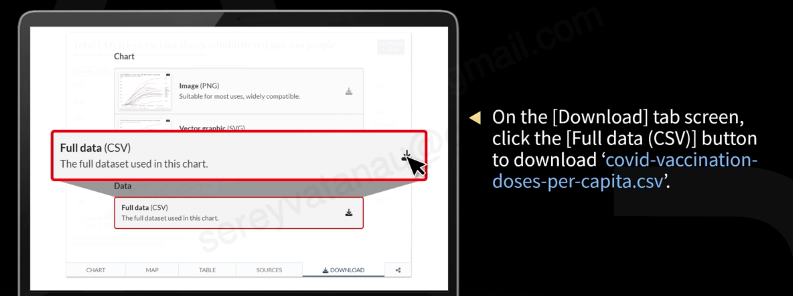 Chart
Image (PNG)
Suitable for most uses, widely compatible.
Vector graphic (SVG)
Full data (CSV)
The full dataset used in this chart.
Data
Full data (CSV)
The full dataset used in this chart.
CHART MAP TABLE SOURCES DOWNLOAD
On the [Download] tab screen,
click the [Full data (CSV)] button
to download ‘covid-vaccination-
doses-per-capita.csv’.